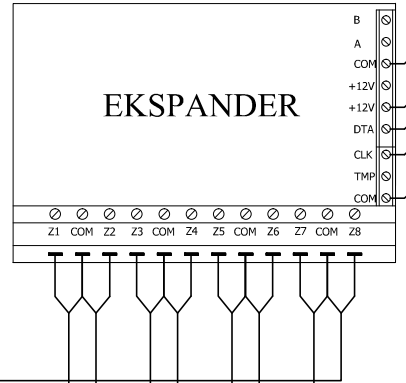 B
A
COM
+12V
EKSPANDER
+12V
DTA
CLK
TMP
COM
Z1 COM Z2 Z3 COM Z4 Z5 COM Z6 Z7 COM Z8